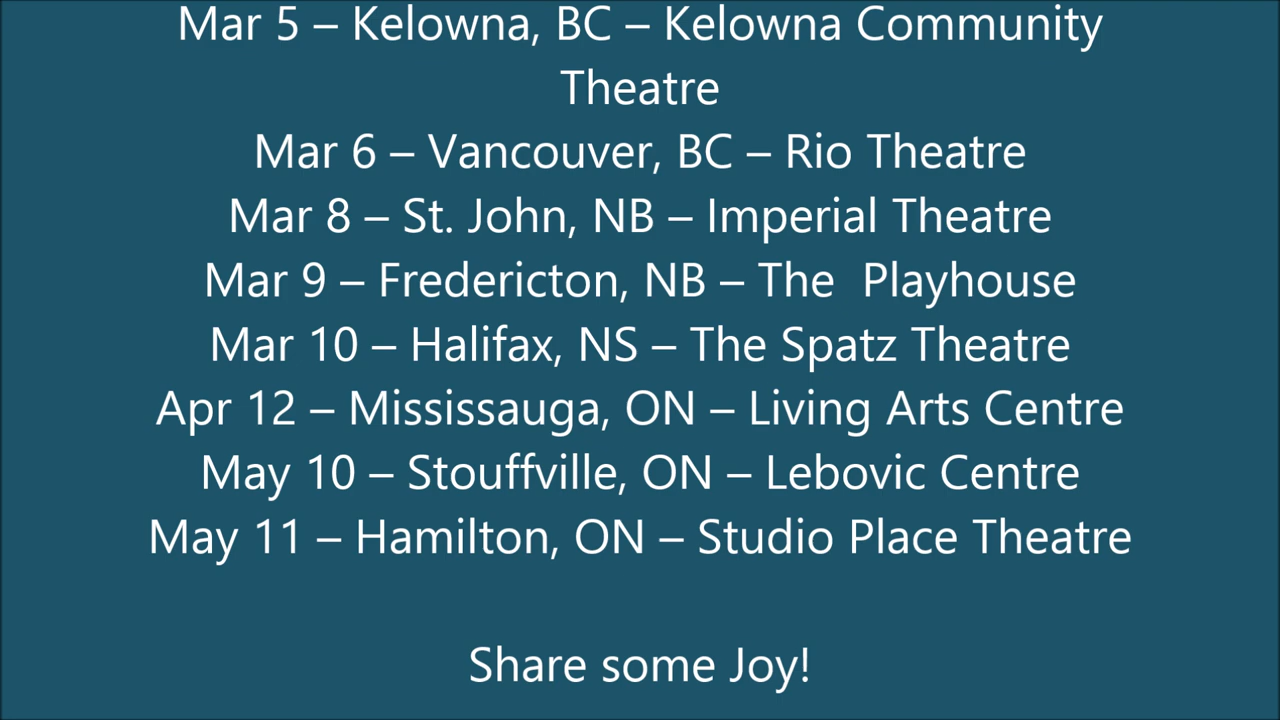 Mar 5 – Kelowna, BC – Kelowna Community
Theatre
Mar 6 – Vancouver, BC – Rio Theatre
Mar 8 – St. John, NB – Imperial Theatre
Mar 9 – Fredericton, NB – The  Playhouse
Mar 10 – Halifax, NS – The Spatz Theatre
Apr 12 – Mississauga, ON – Living Arts Centre
May 10 – Stouffville, ON – Lebovic Centre
May 11 – Hamilton, ON – Studio Place Theatre
Share some Joy!